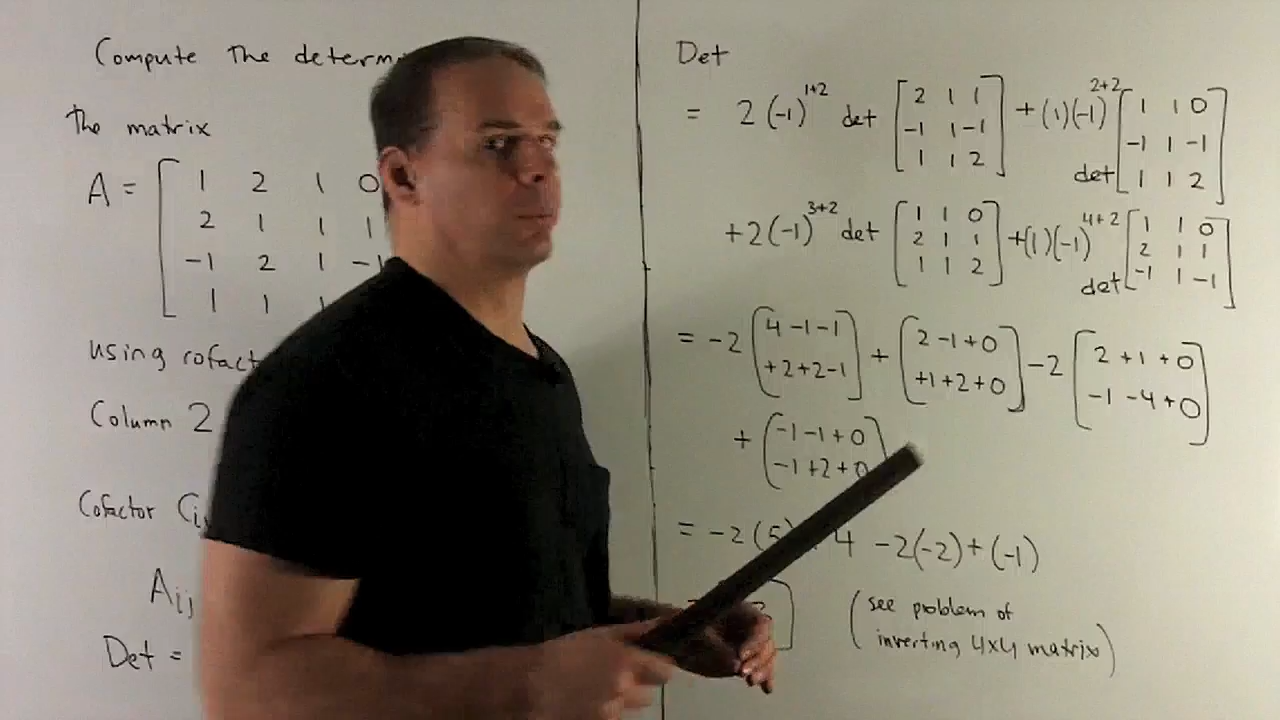 Compute the
the matrix
A = [ 1 2 1 0
2 1 1 1
-1 2 1 -1
1 1 1
using
Column 2
Cofactor
Aij
Det =
Det
= 2(-1)^1+2 det [ 2 1 1 + (1)(-1)^2+2 det [ 1 1 0
-1 1 -1 -1 1 -1
1 1 2 ] 1 1 2 ]
+2(-1)^3+2 det [ 1 1 0 +(1)(-1)^4+2 det [ 1 1 0
2 1 1 2 1 1
1 1 2 ] -1 1 -1 ]
= -2 ( 4 -1 -1 + ( 2 -1 +0 -2 ( 2 +1 +0
+2 +2 -1 ) +1 +2 +0 ) -1 -4 +0 )
+ ( -1 -1 +0
-1 +2 +0
= -2(5) 4 -2(-2)+(-1)
(see problem of
inverting 4x4 matrix)